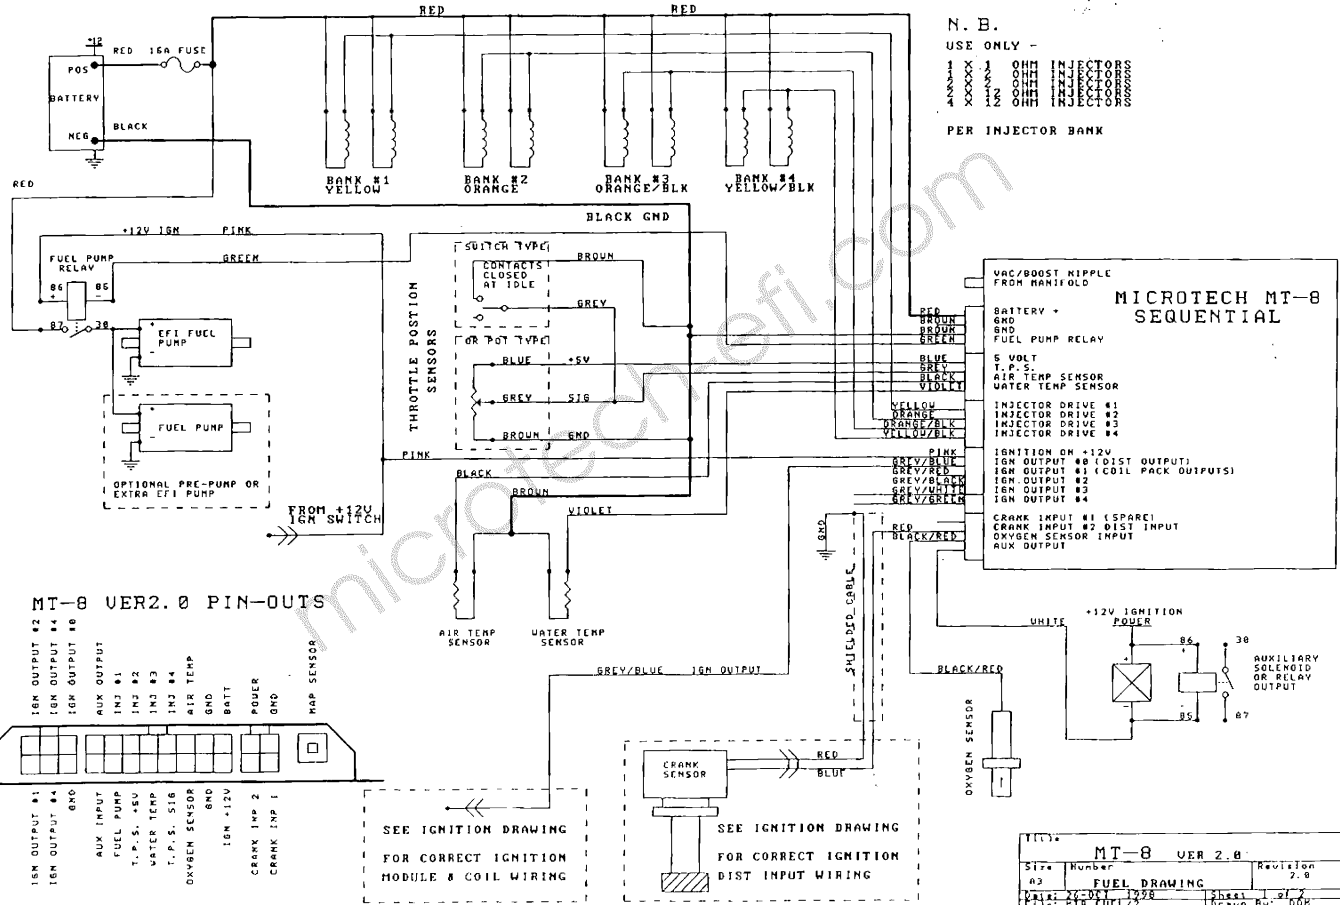 RED
RED
+12
RED 16A FUSE
POS
BATTERY
NEG
BLACK
RED
BANK #1
YELLOW
BANK #2
ORANGE
BANK #3
ORANGE/BLK
BANK #4
YELLOW/BLK
N. B.
USE ONLY -
1 X 1 OHM INJECTORS
1 X 2 OHM INJECTORS
2 X 2 OHM INJECTORS
2 X 12 OHM INJECTORS
4 X 12 OHM INJECTORS
PER INJECTOR BANK
BLACK GND
+12V IGN PINK
FUEL PUMP
RELAY
GREEN
86
+
85
-
87
30
EFI FUEL
PUMP
FUEL PUMP
OPTIONAL PRE-PUMP OR
EXTRA EFI PUMP
FROM +12V
IGN SWITCH
THROTTLE POSTION
SENSORS
SWITCH TYPE
CONTACTS
CLOSED
AT IDLE
BROWN
GREY
OR POT TYPE
BLUE +5V
GREY SIG
BROWN GND
PINK
BLACK
BROWN
VIOLET
AIR TEMP
SENSOR
WATER TEMP
SENSOR
VAC/BOOST NIPPLE
FROM MANIFOLD
MICROTECH MT-8
SEQUENTIAL
RED BATTERY +
BROWN GND
BROWN GND
GREEN FUEL PUMP RELAY
BLUE 5 VOLT
GREY T.P.S.
BLACK AIR TEMP SENSOR
VIOLET WATER TEMP SENSOR
YELLOW INJECTOR DRIVE #1
ORANGE INJECTOR DRIVE #2
ORANGE/BLK INJECTOR DRIVE #3
YELLOW/BLK INJECTOR DRIVE #4
PINK IGNITION ON +12V
GREY/BLUE IGN OUTPUT #0 (DIST OUTPUT)
GREY/RED IGN OUTPUT #1 (COIL PACK OUTPUTS)
GREY/BLACK IGN OUTPUT #2
GREY/WHITE IGN OUTPUT #3
GREY/GREEN IGN OUTPUT #4
CRANK INPUT #1 (SPARE)
RED CRANK INPUT #2 DIST INPUT
BLACK/RED OXYGEN SENSOR INPUT
AUX OUTPUT
GND
SHIELDED CABLE
GREY/BLUE IGN OUTPUT
WHITE
BLACK/RED
OXYGEN SENSOR
+12V IGNITION
POWER
86
+
85
-
30
87
AUXILIARY
SOLENOID
OR RELAY
OUTPUT
MT-8 VER2.0 PIN-OUTS
IGN OUTPUT #2
IGN OUTPUT #4
IGN OUTPUT #0
AUX OUTPUT
INJ #1
INJ #2
INJ #3
INJ #4
AIR TEMP
GND
BATT
POWER
GND
MAP SENSOR
IGN OUTPUT #1
IGN OUTPUT #4
GND
AUX INPUT
FUEL PUMP
T.P.S. +5V
WATER TEMP
T.P.S. SIG
OXYGEN SENSOR
GND
IGN +12V
CRANK INP 2
CRANK INP 1
SEE IGNITION DRAWING
FOR CORRECT IGNITION
MODULE & COIL WIRING
CRANK
SENSOR
RED
BLUE
SEE IGNITION DRAWING
FOR CORRECT IGNITION
DIST INPUT WIRING
Title
MT-8 VER 2.0
Size Number Revision
A3 FUEL DRAWING 2.0
Date: 26-OCT 1998 Sheet 1 of 2
Drawn By: DOM
microtech-efi.com